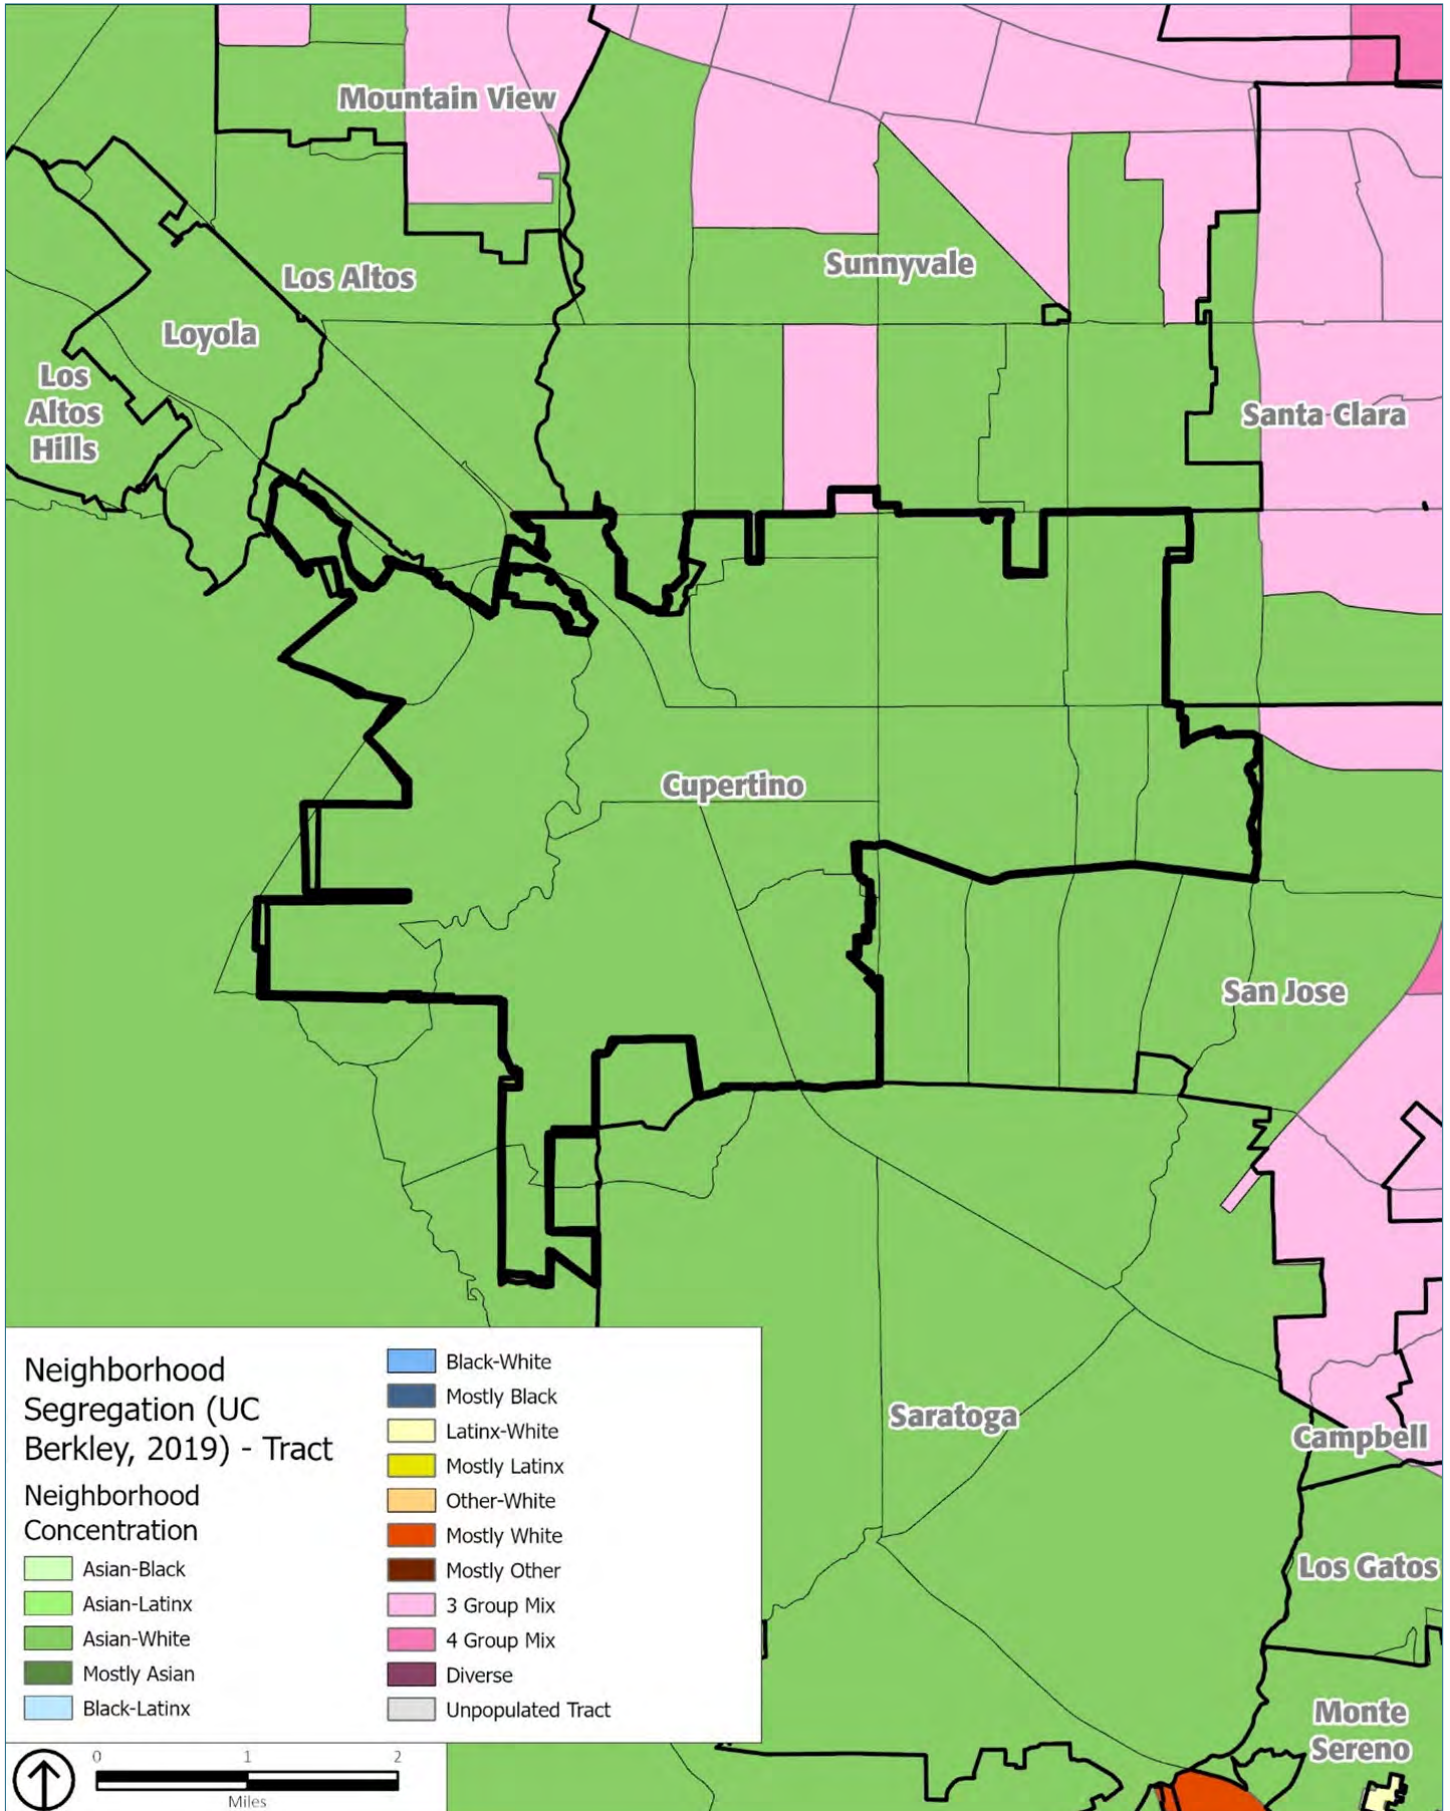 Mountain View
Los Altos
Sunnyvale
Loyola
Los
Altos
Hills
Santa Clara
Cupertino
San Jose
Saratoga
Campbell
Los Gatos
Monte
Sereno
Neighborhood
Segregation (UC
Berkley, 2019) - Tract
Neighborhood
Concentration
Asian-Black
Asian-Latinx
Asian-White
Mostly Asian
Black-Latinx
Black-White
Mostly Black
Latinx-White
Mostly Latinx
Other-White
Mostly White
Mostly Other
3 Group Mix
4 Group Mix
Diverse
Unpopulated Tract
0 1 2
Miles